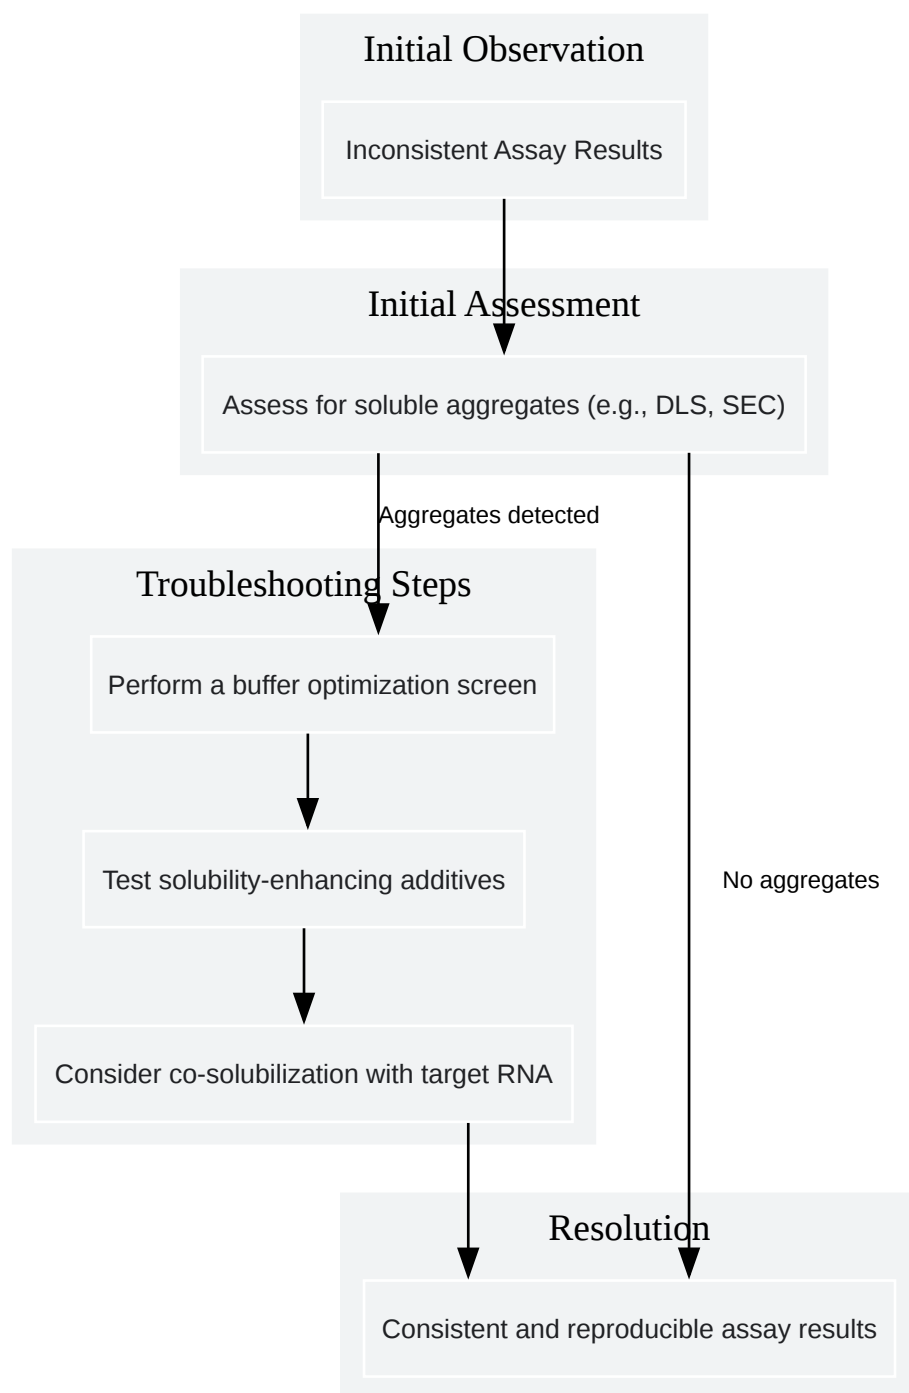 Initial Observation
Inconsistent Assay Results
Initial Assessment
Assess for soluble aggregates (e.g., DLS, SEC)
Aggregates detected
Troubleshooting Steps
Perform a buffer optimization screen
Test solubility-enhancing additives
No aggregates
Consider co-solubilization with target RNA
Resolution
Consistent and reproducible assay results